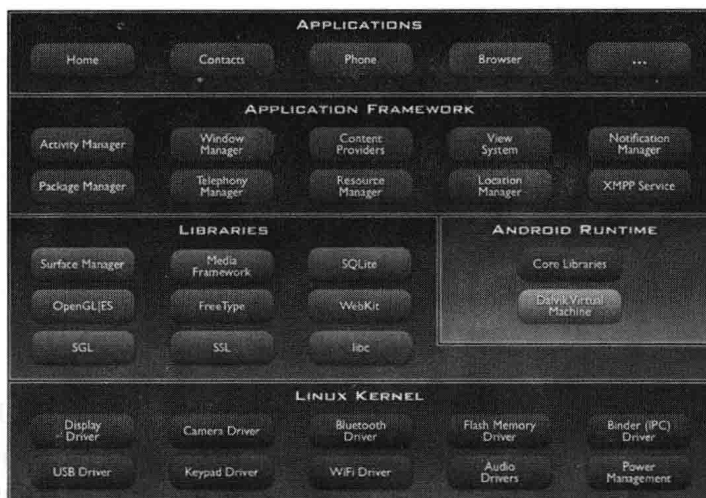 APPLICATIONS
Home
Contacts
Phone
Browser
...
APPLICATION FRAMEWORK
Activity Manager
Window
Manager
Content
Providers
View
System
Notification
Manager
Package Manager
Telephony
Manager
Resource
Manager
Location
Manager
XMPP Service
LIBRARIES
Surface Manager
Media
Framework
SQLite
OpenGL|ES
FreeType
WebKit
SGL
SSL
libc
ANDROID RUNTIME
Core Libraries
Dalvik Virtual
Machine
LINUX KERNEL
Display
Driver
Camera Driver
Bluetooth
Driver
Flash Memory
Driver
Binder (IPC)
Driver
USB Driver
Keypad Driver
WiFi Driver
Audio
Drivers
Power
Management